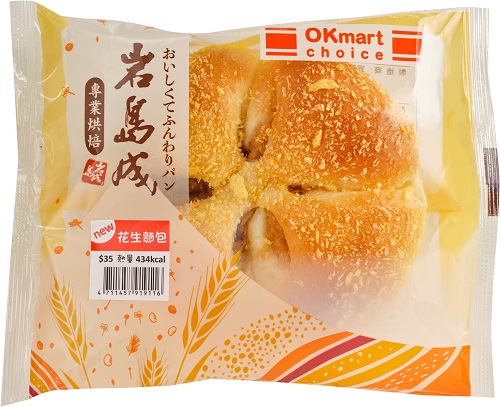 OKmart
choice
おいしくてふんわりパン
岩島成
專業烘焙
new
花生麵包
$35 熱量 434kcal
4711457919116